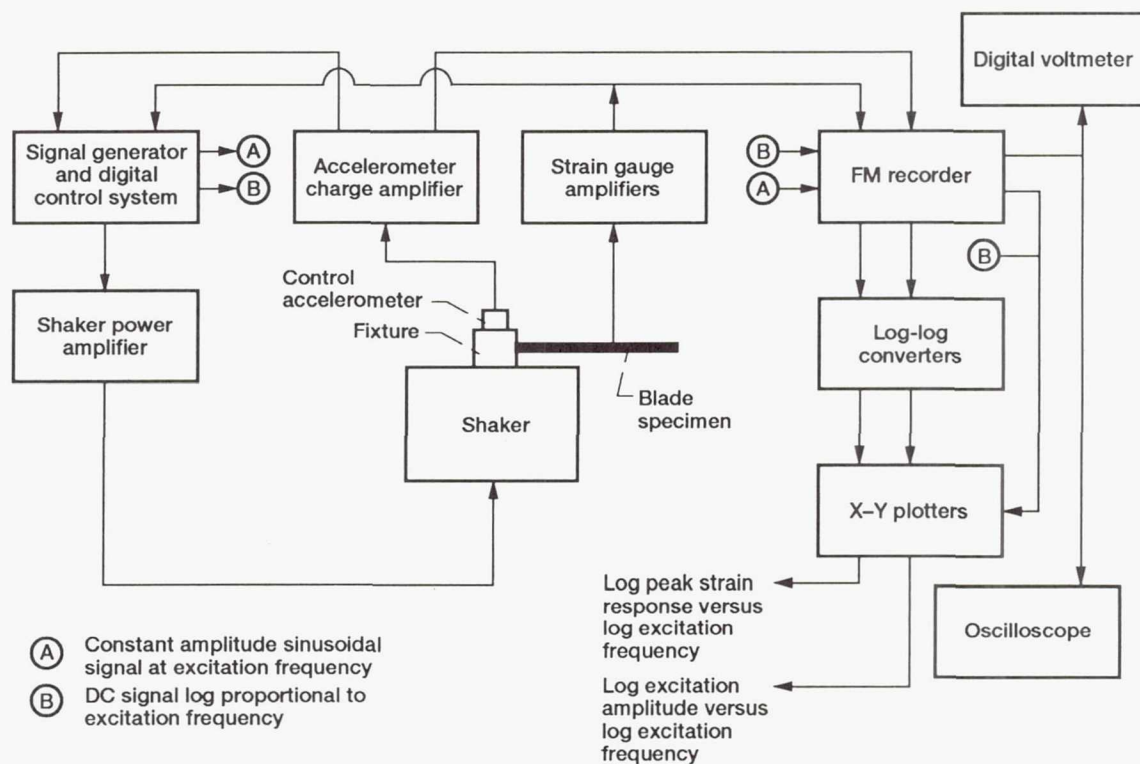 Digital voltmeter
Signal generator
and digital
control system
A
B
Accelerometer
charge amplifier
Strain gauge
amplifiers
B
A
FM recorder
B
Shaker power
amplifier
Control
accelerometer
Fixture
Log-log
converters
Blade
specimen
Shaker
X–Y plotters
Log peak strain
response versus
log excitation
frequency
Oscilloscope
A Constant amplitude sinusoidal
signal at excitation frequency
B DC signal log proportional to
excitation frequency
Log excitation
amplitude versus
log excitation
frequency